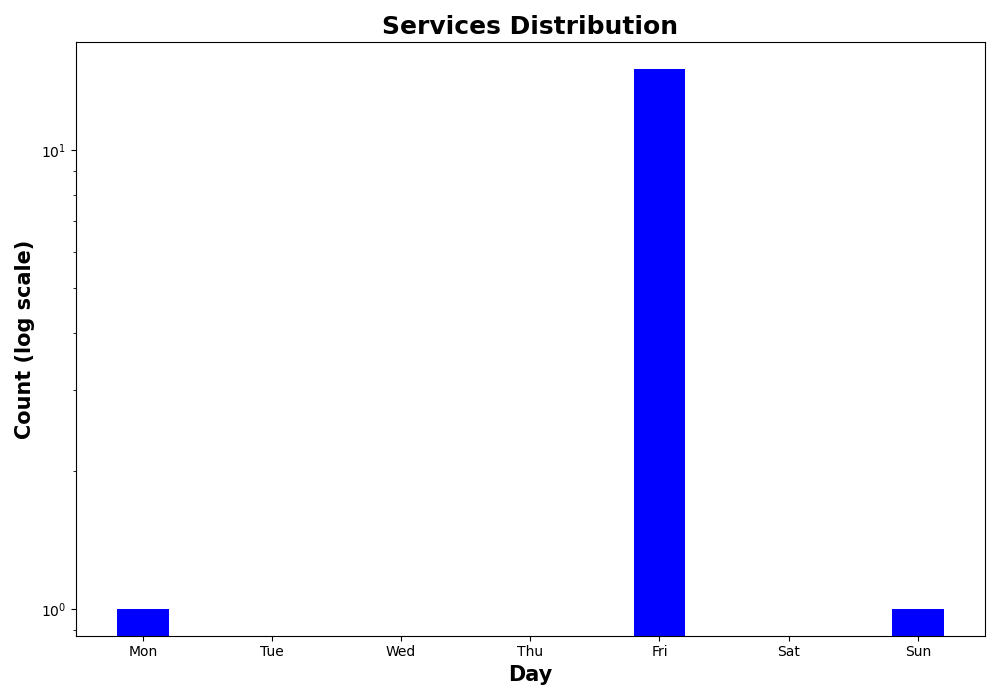 Services Distribution
Count (log scale)
10¹
10⁰
Mon Tue Wed Thu Fri Sat Sun
Day